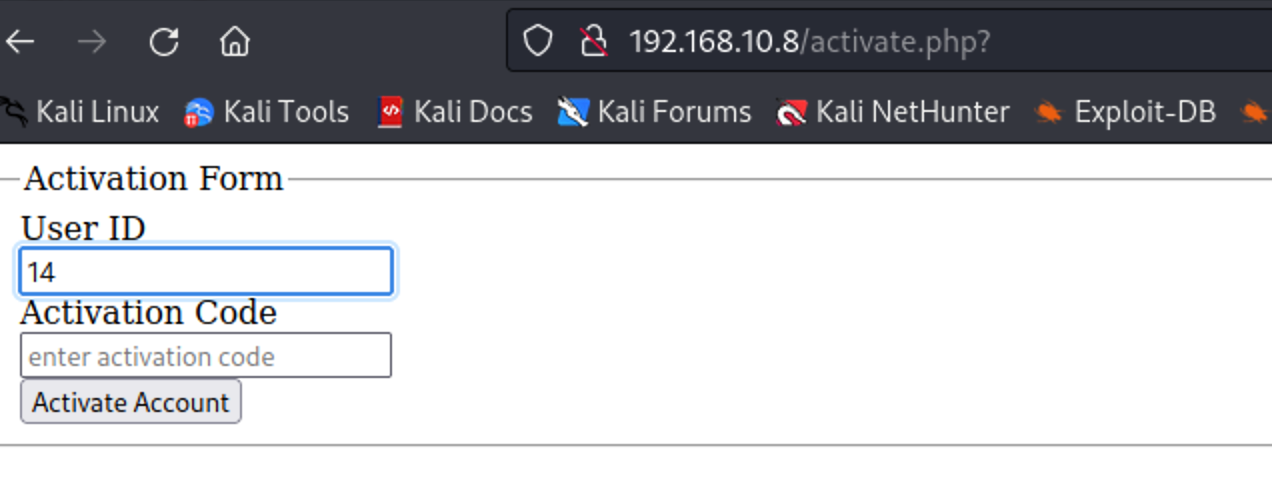 192.168.10.8/activate.php?
Kali Linux Kali Tools Kali Docs Kali Forums Kali NetHunter Exploit-DB
Activation Form
User ID
14
Activation Code
enter activation code
Activate Account